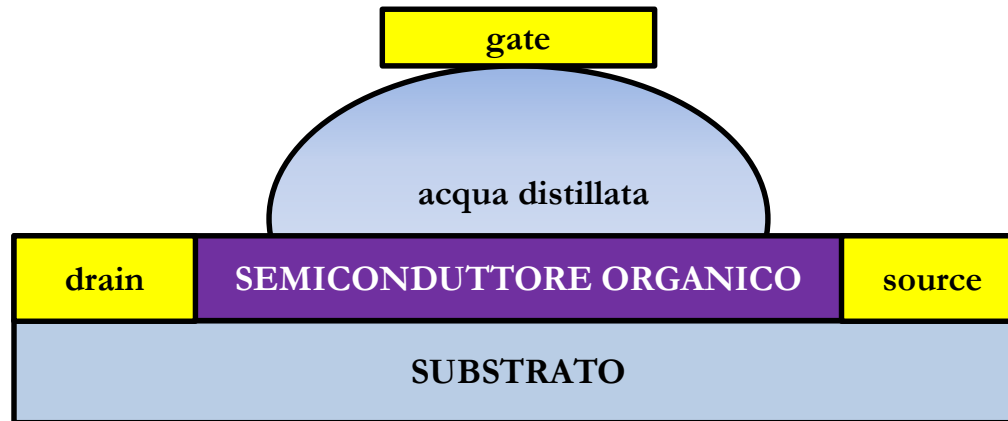 gate
acqua distillata
drain
SEMICONDUTTORE ORGANICO
source
SUBSTRATO